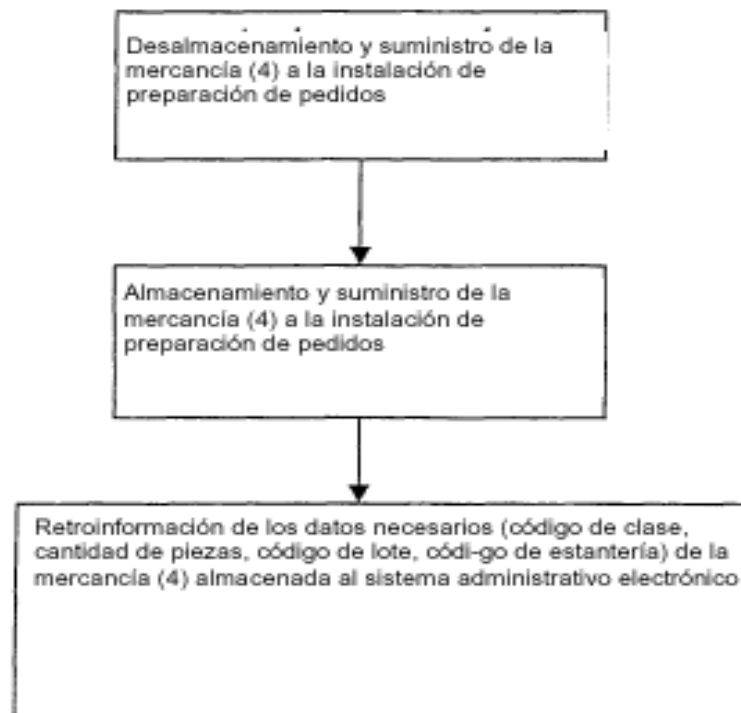 Desalmacenamiento y suministro de la
mercancía (4) a la instalación de
preparación de pedidos
Almacenamiento y suministro de la
mercancía (4) a la instalación de
preparación de pedidos
Retroinformación de los datos necesarios (código de clase,
cantidad de piezas, código de lote, códi-go de estantería) de la
mercancía (4) almacenada al sistema administrativo electrónico